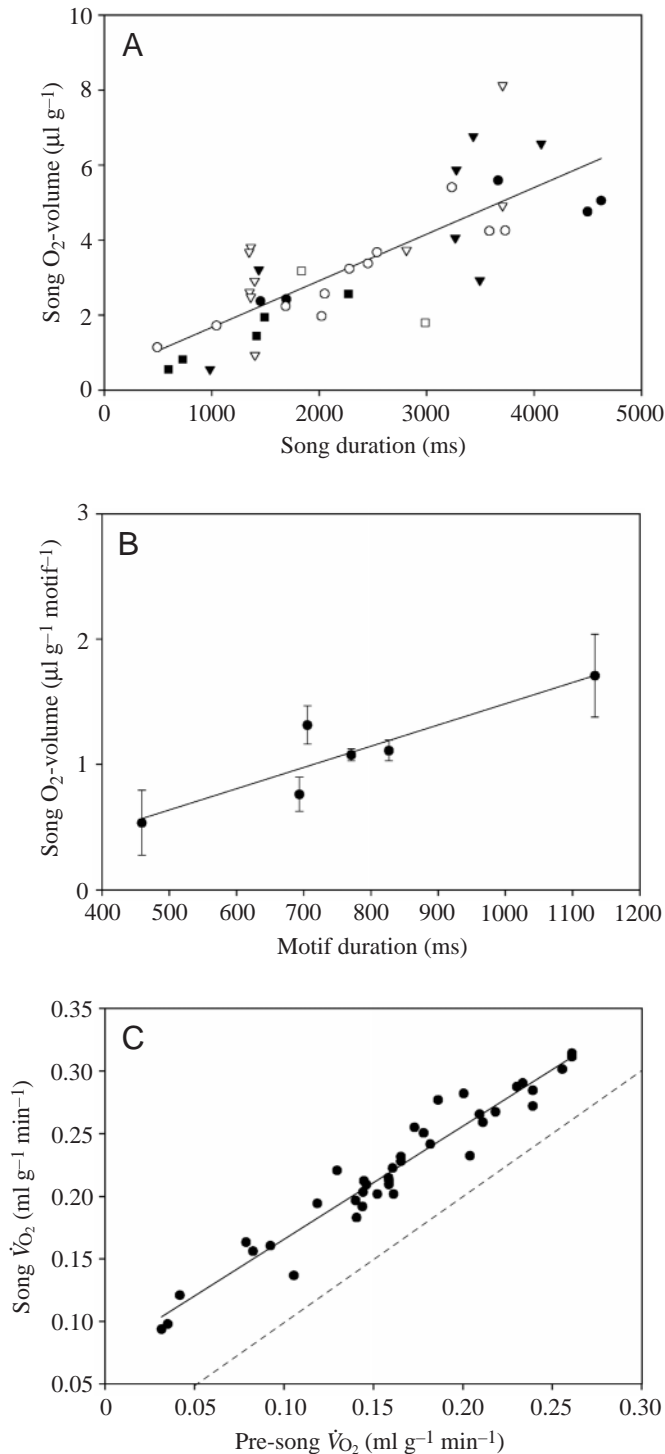 A
10
8
6
4
2
0
Song O₂-volume (µl g⁻¹)
0 1000 2000 3000 4000 5000
Song duration (ms)
B
3
2
1
0
Song O₂-volume (µl g⁻¹ motif⁻¹)
400 500 600 700 800 900 1000 1100 1200
Motif duration (ms)
C
0.35
0.30
0.25
0.20
0.15
0.10
0.05
Song V̇O₂ (ml g⁻¹ min⁻¹)
0 0.05 0.10 0.15 0.20 0.25 0.30
Pre-song V̇O₂ (ml g⁻¹ min⁻¹)